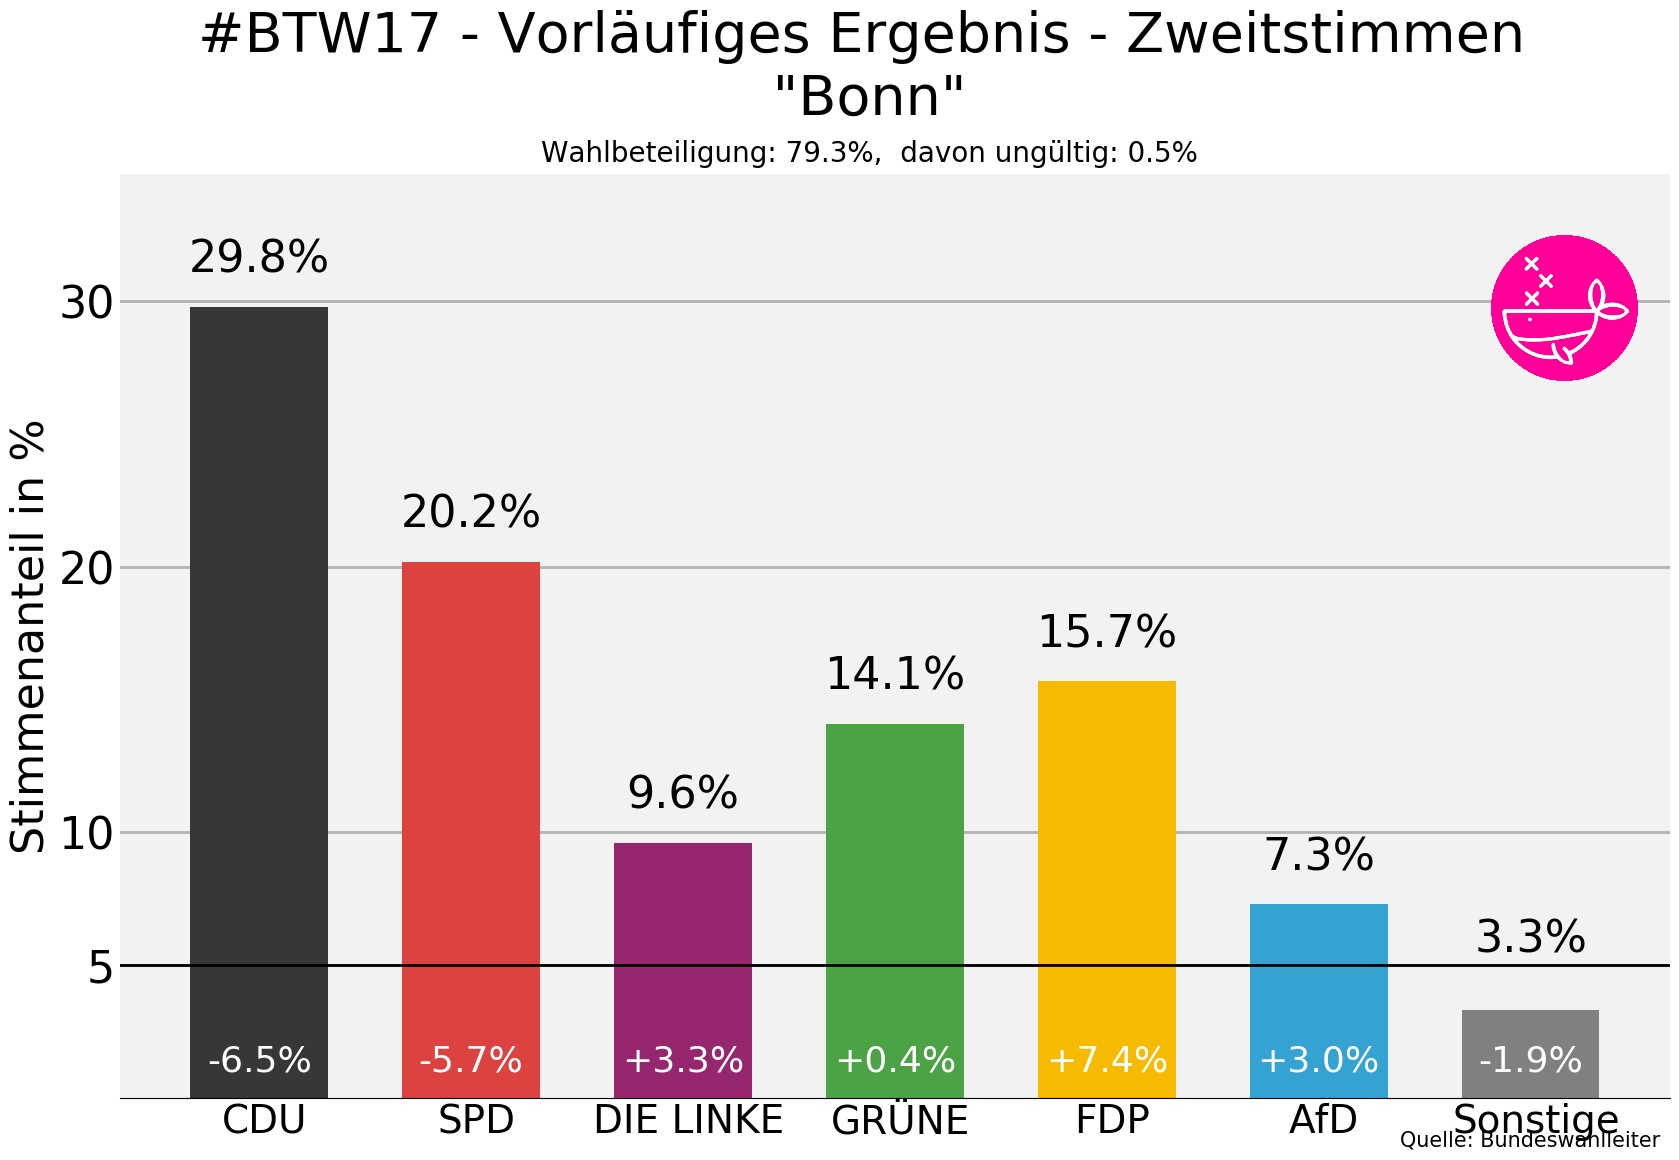 #BTW17 - Vorläufiges Ergebnis - Zweitstimmen
"Bonn"
Wahlbeteiligung: 79.3%, davon ungültig: 0.5%
Stimmenanteil in %
30
20
10
5
29.8%
20.2%
9.6%
14.1%
15.7%
7.3%
3.3%
-6.5%
-5.7%
+3.3%
+0.4%
+7.4%
+3.0%
-1.9%
CDU
SPD
DIE LINKE
GRÜNE
FDP
AfD
Sonstige
Quelle: Bundeswahlleiter